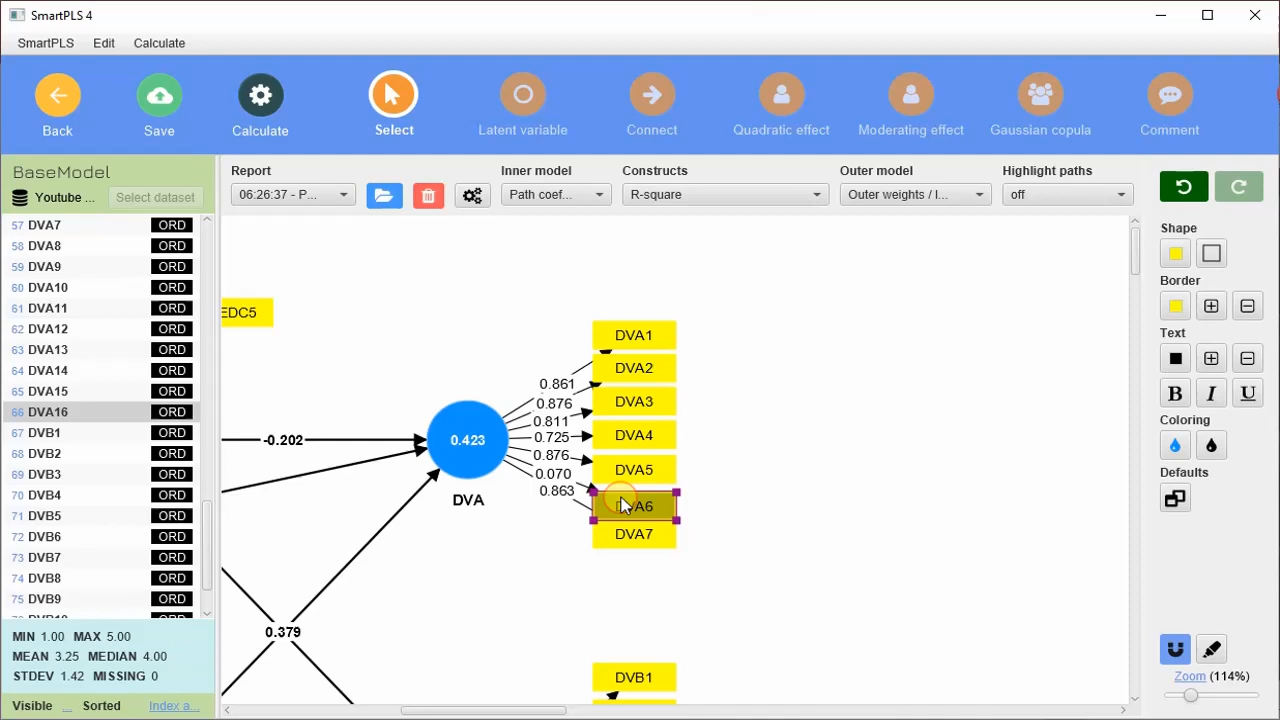 SmartPLS 4
SmartPLS Edit Calculate
Back Save Calculate Select Latent variable Connect Quadratic effect Moderating effect Gaussian copula Comment
BaseModel
Youtube ... Select dataset
57 DVA7 ORD
58 DVA8 ORD
59 DVA9 ORD
60 DVA10 ORD
61 DVA11 ORD
62 DVA12 ORD
63 DVA13 ORD
64 DVA14 ORD
65 DVA15 ORD
66 DVA16 ORD
67 DVB1 ORD
68 DVB2 ORD
69 DVB3 ORD
70 DVB4 ORD
71 DVB5 ORD
72 DVB6 ORD
73 DVB7 ORD
74 DVB8 ORD
75 DVB9 ORD
MIN 1.00 MAX 5.00
MEAN 3.25 MEDIAN 4.00
STDEV 1.42 MISSING 0
Visible ... Sorted Index a...
Report Inner model Constructs Outer model Highlight paths
06:26:37 - P... Path coef... R-square Outer weights / l... off
EDC5
DVA1
DVA2
DVA3
DVA4
DVA5
DVA6
DVA7
0.861
0.876
0.811
0.725
0.876
0.070
0.863
-0.202
0.423
DVA
0.379
DVB1
Shape
Border
Text
B I U
Coloring
Defaults
Zoom (114%)